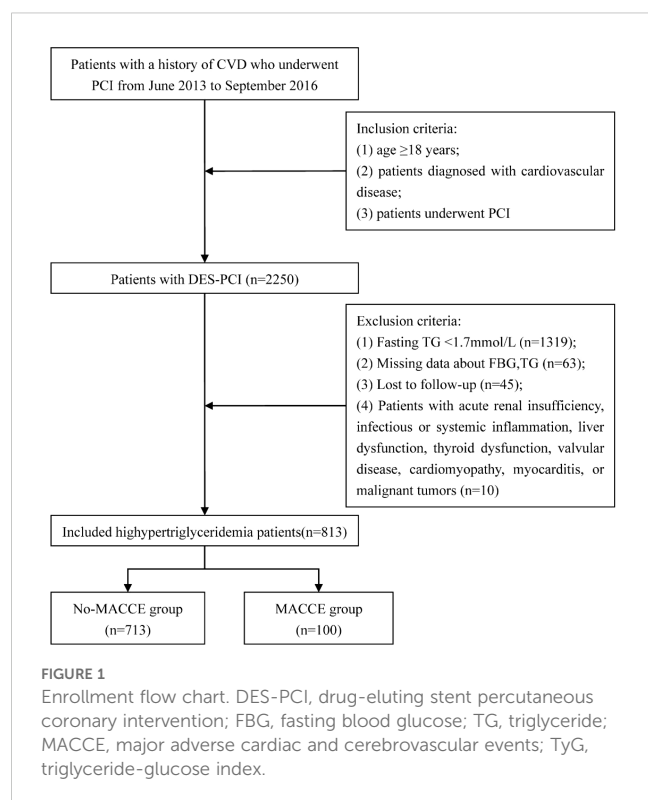 Patients with a history of CVD who underwent
PCI from June 2013 to September 2016
Inclusion criteria:
(1) age ≥18 years;
(2) patients diagnosed with cardiovascular
disease;
(3) patients underwent PCI
Patients with DES-PCI (n=2250)
Exclusion criteria:
(1) Fasting TG <1.7mmol/L (n=1319);
(2) Missing data about FBG,TG (n=63);
(3) Lost to follow-up (n=45);
(4) Patients with acute renal insufficiency,
infectious or systemic inflammation, liver
dysfunction, thyroid dysfunction, valvular
disease, cardiomyopathy, myocarditis, or
malignant tumors (n=10)
Included highypertriglyceridemia patients(n=813)
No-MACCE group
(n=713)
MACCE group
(n=100)
FIGURE 1
Enrollment flow chart. DES-PCI, drug-eluting stent percutaneous
coronary intervention; FBG, fasting blood glucose; TG, triglyceride;
MACCE, major adverse cardiac and cerebrovascular events; TyG,
triglyceride-glucose index.